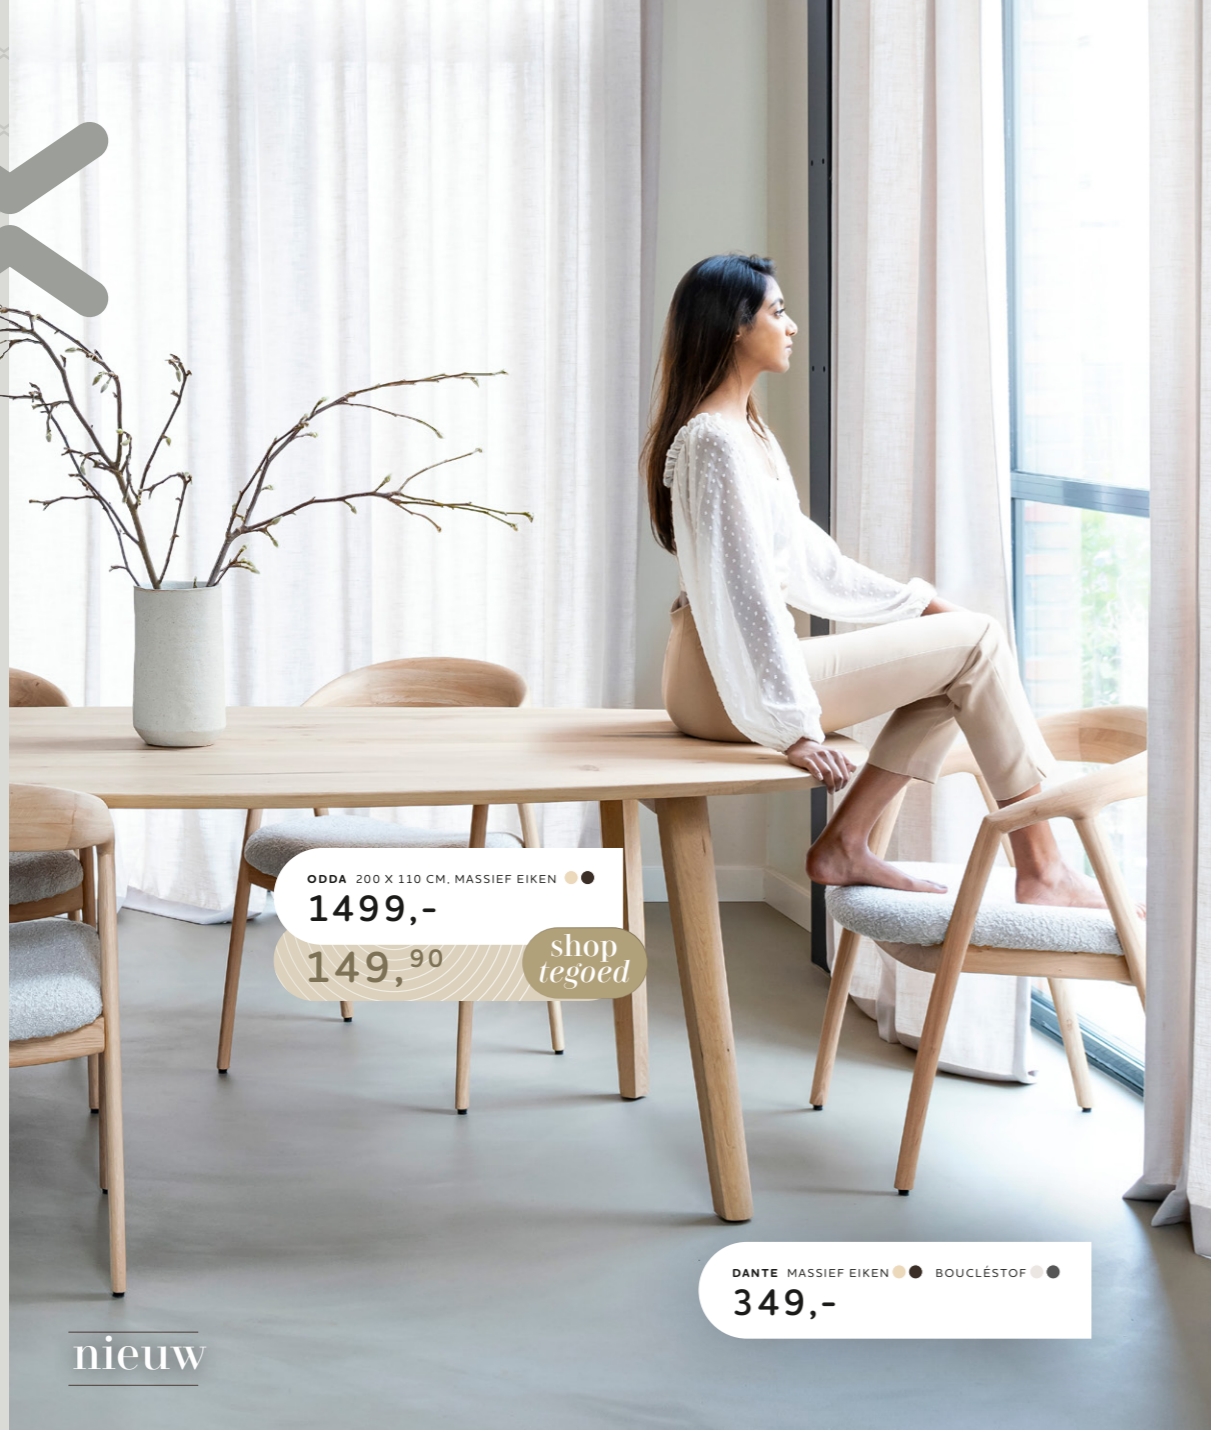 ODDA 200 X 110 CM, MASSIEF EIKEN
1499,-
149,90
shop
tegoed
DANTE MASSIEF EIKEN BOUCLÉSTOF
349,-
nieuw